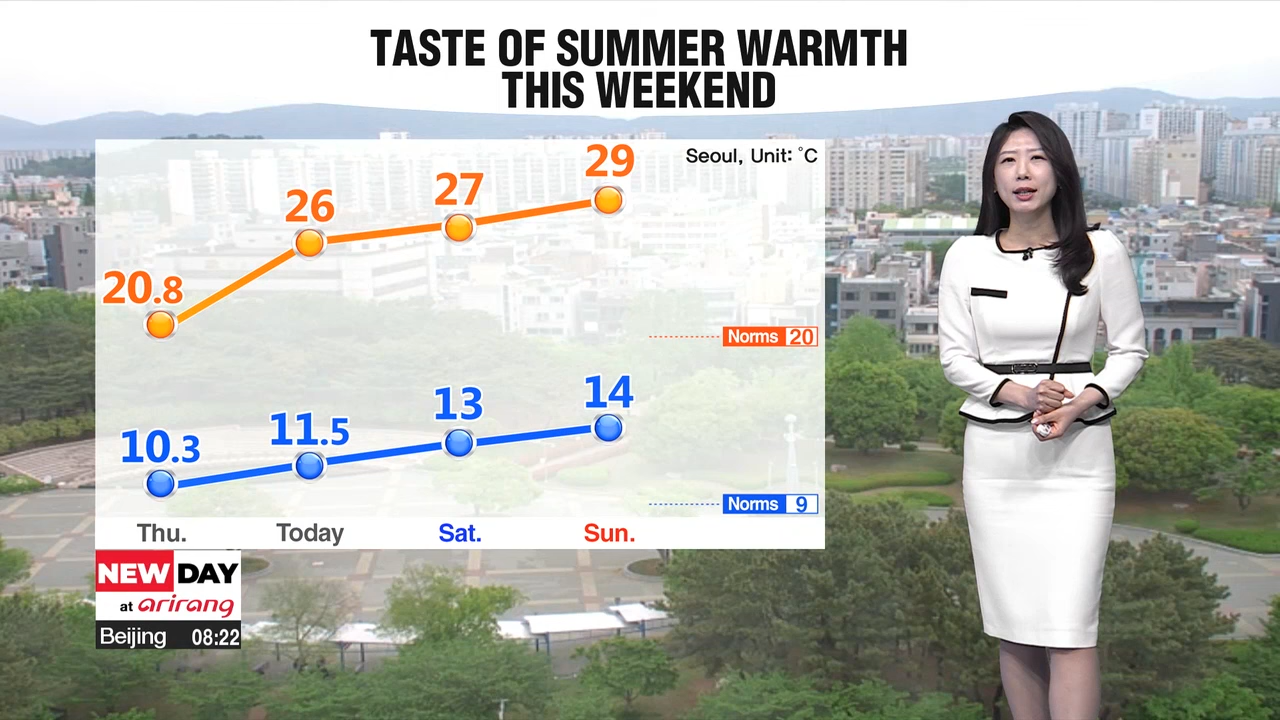 TASTE OF SUMMER WARMTH
THIS WEEKEND
Seoul, Unit: ˚C
20.8
26
27
29
Norms 20
10.3
11.5
13
14
Norms 9
Thu. Today Sat. Sun.
NEW DAY
at arirang
Beijing 08:22